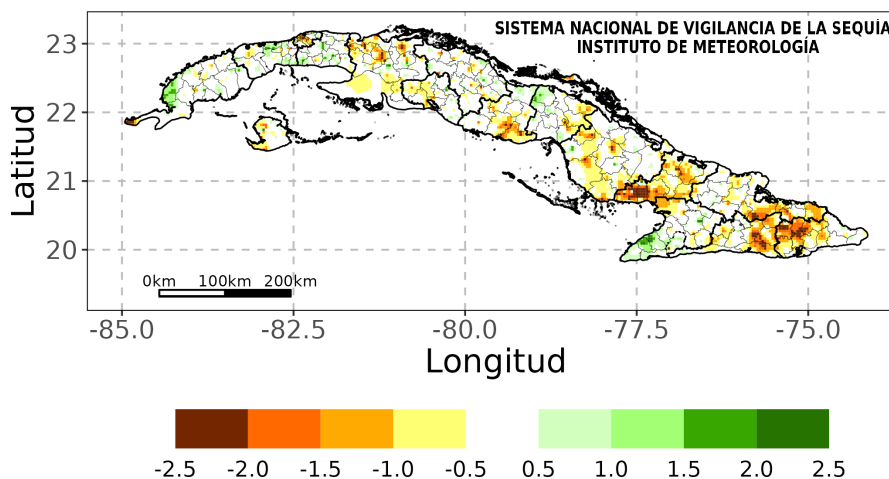 SISTEMA NACIONAL DE VIGILANCIA DE LA SEQUÍA
INSTITUTO DE METEOROLOGÍA
23
22
21
20
Latitud
0km 100km 200km
-85.0 -82.5 -80.0 -77.5 -75.0
Longitud
-2.5 -2.0 -1.5 -1.0 -0.5 0.5 1.0 1.5 2.0 2.5